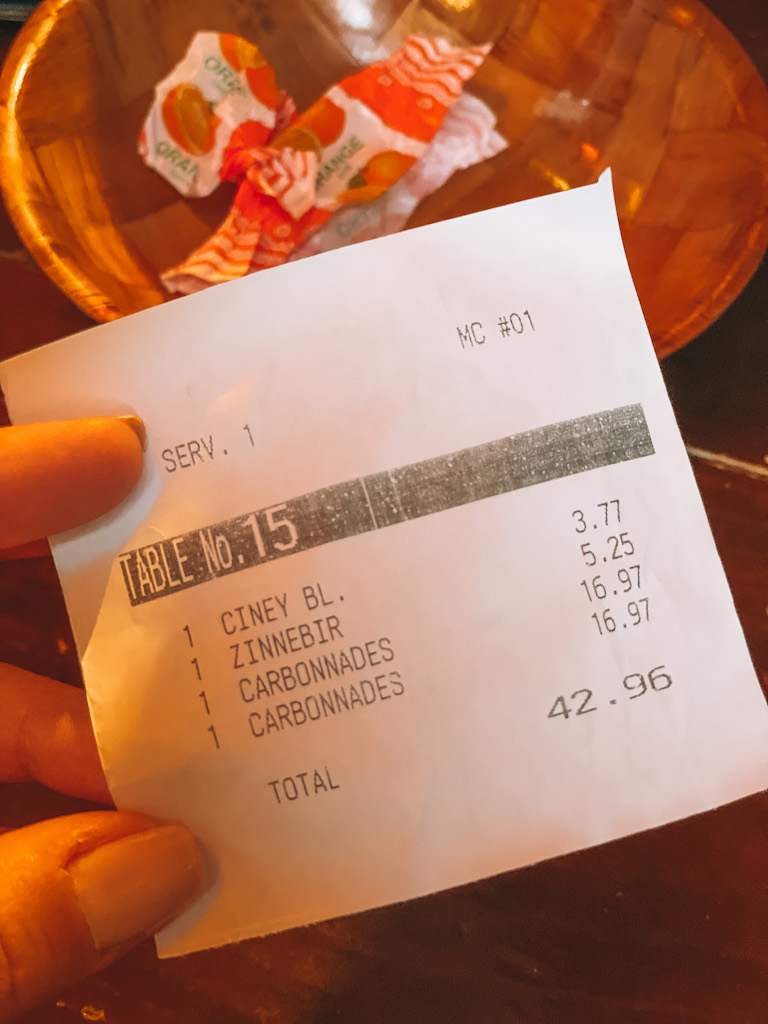 ORANGE
MC #01
SERV. 1
TABLE No.15
1 CINEY BL. 3.77
1 ZINNEBIR 5.25
1 CARBONNADES 16.97
1 CARBONNADES 16.97
TOTAL 42.96